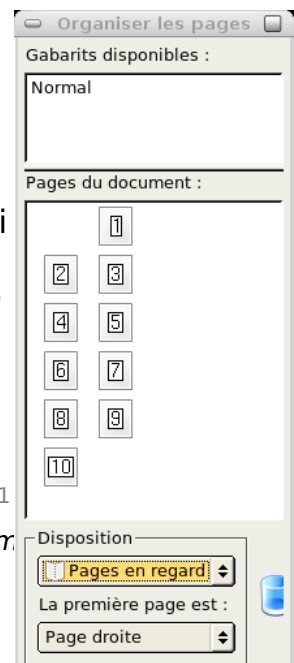 Organiser les pages
Gabarits disponibles :
Normal
Pages du document :
i
1
2 3
4 5
6 7
8 9
10
1
m
Disposition
Pages en regard
La première page est :
Page droite